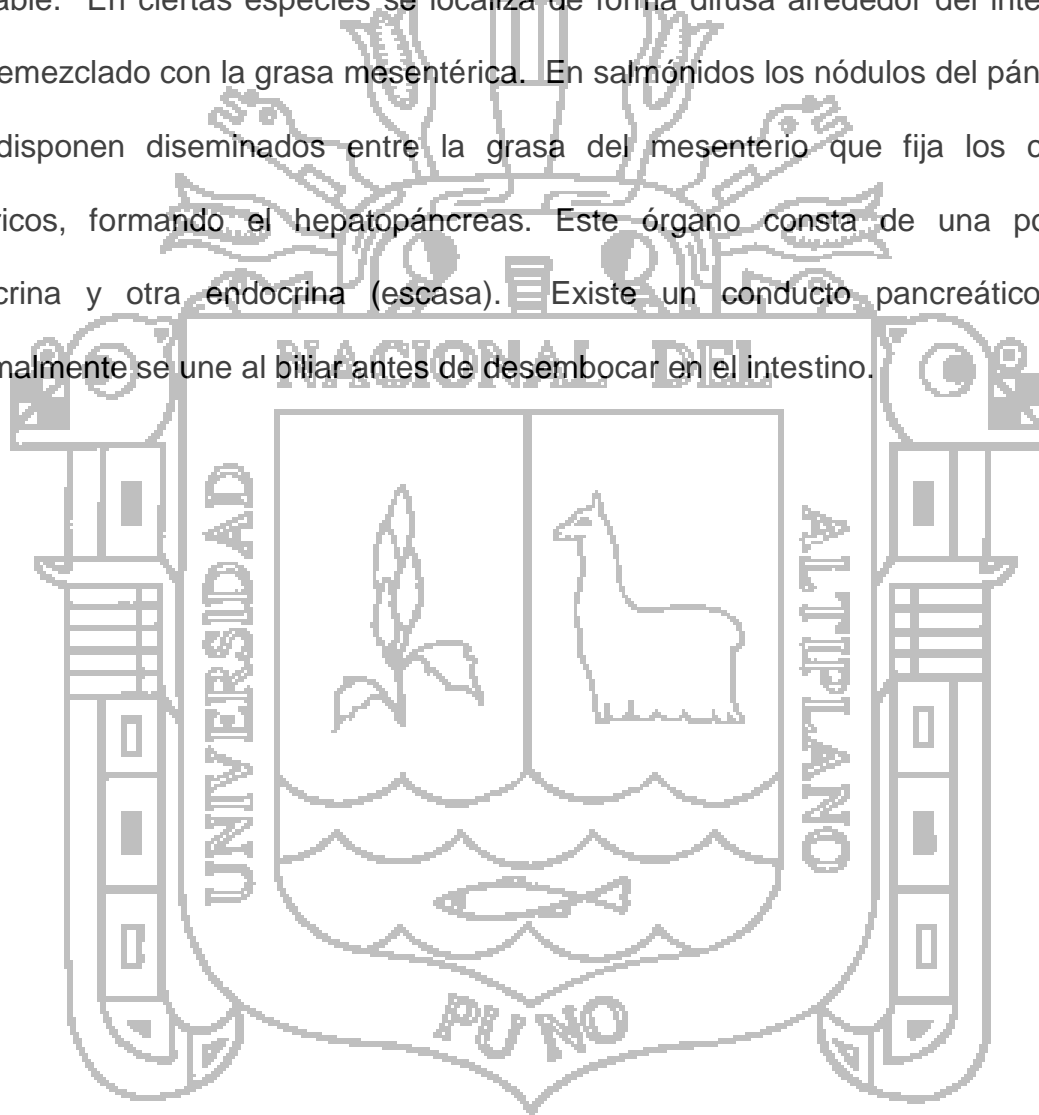 able. En ciertas especies se localiza de forma difusa alrededor del inte
emezclado con la grasa mesentérica. En salmónidos los nódulos del pán
disponen diseminados entre la grasa del mesenterio que fija los c
ricos, formando el hepatopáncreas. Este órgano consta de una po
crina y otra endocrina (escasa). Existe un conducto pancreático
malmente se une al biliar antes de desembocar en el intestino.
NACIONAL DEL
UNIVERSIDAD
ALTIPLANO
PUNO